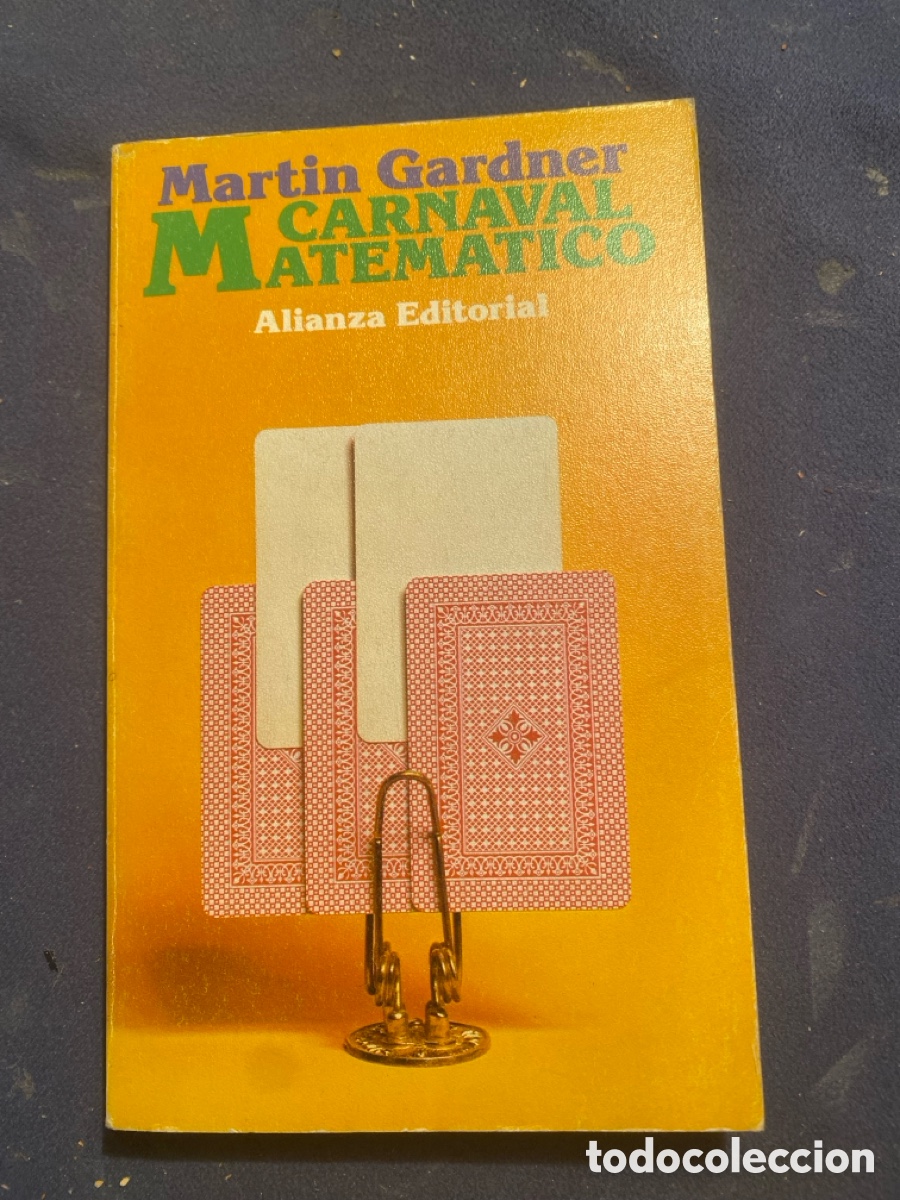 Martin Gardner
CARNAVAL
MATEMATICO
Alianza Editorial
todocoleccion